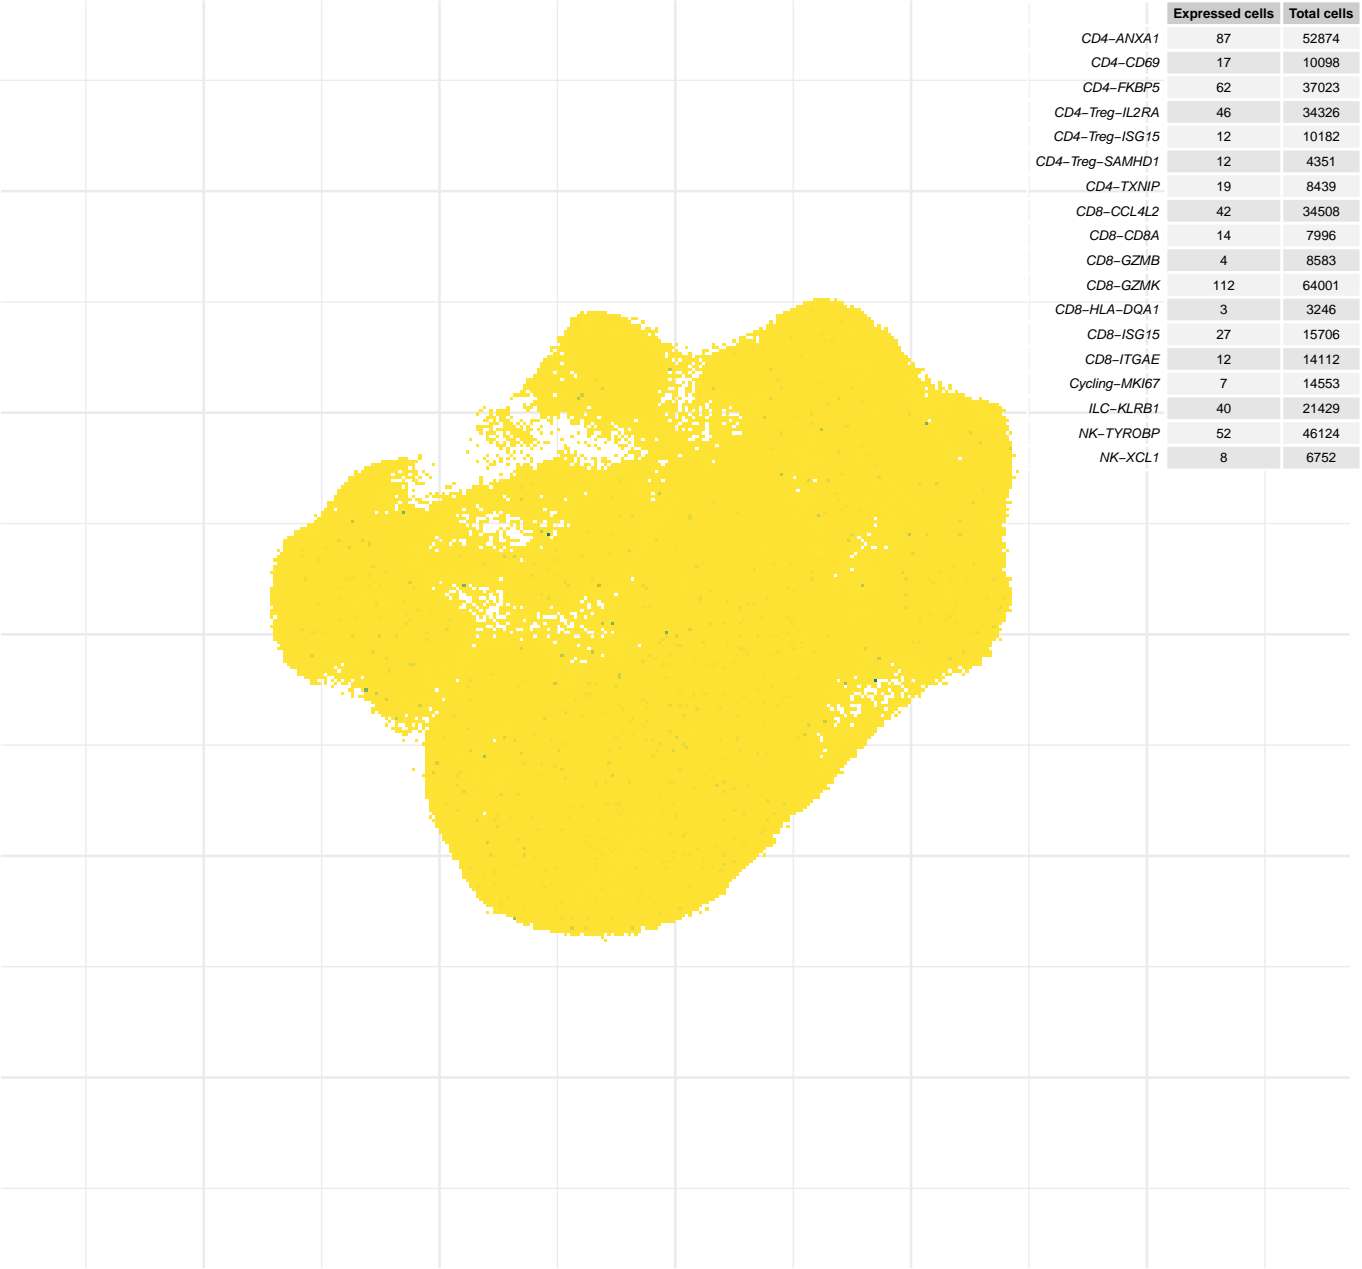 Expressed cells Total cells
CD4−ANXA1 87 52874
CD4−CD69 17 10098
CD4−FKBP5 62 37023
CD4−Treg−IL2RA 46 34326
CD4−Treg−ISG15 12 10182
CD4−Treg−SAMHD1 12 4351
CD4−TXNIP 19 8439
CD8−CCL4L2 42 34508
CD8−CD8A 14 7996
CD8−GZMB 4 8583
CD8−GZMK 112 64001
CD8−HLA−DQA1 3 3246
CD8−ISG15 27 15706
CD8−ITGAE 12 14112
Cycling−MKI67 7 14553
ILC−KLRB1 40 21429
NK−TYROBP 52 46124
NK−XCL1 8 6752